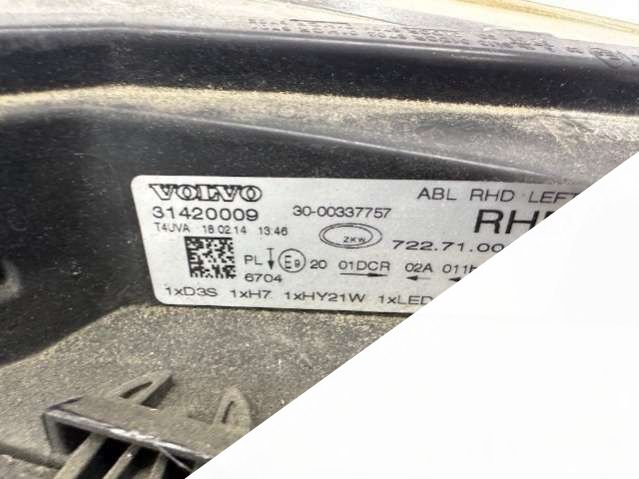 VOLVO
ABL RHD LEFT
31420009
30-00337757
T4UVA 18.02.14 13:46
ZKW
722.71.00
PL E9 20 01DCR 02A
6704
1xD3S 1xH7 1xHY21W 1xLED